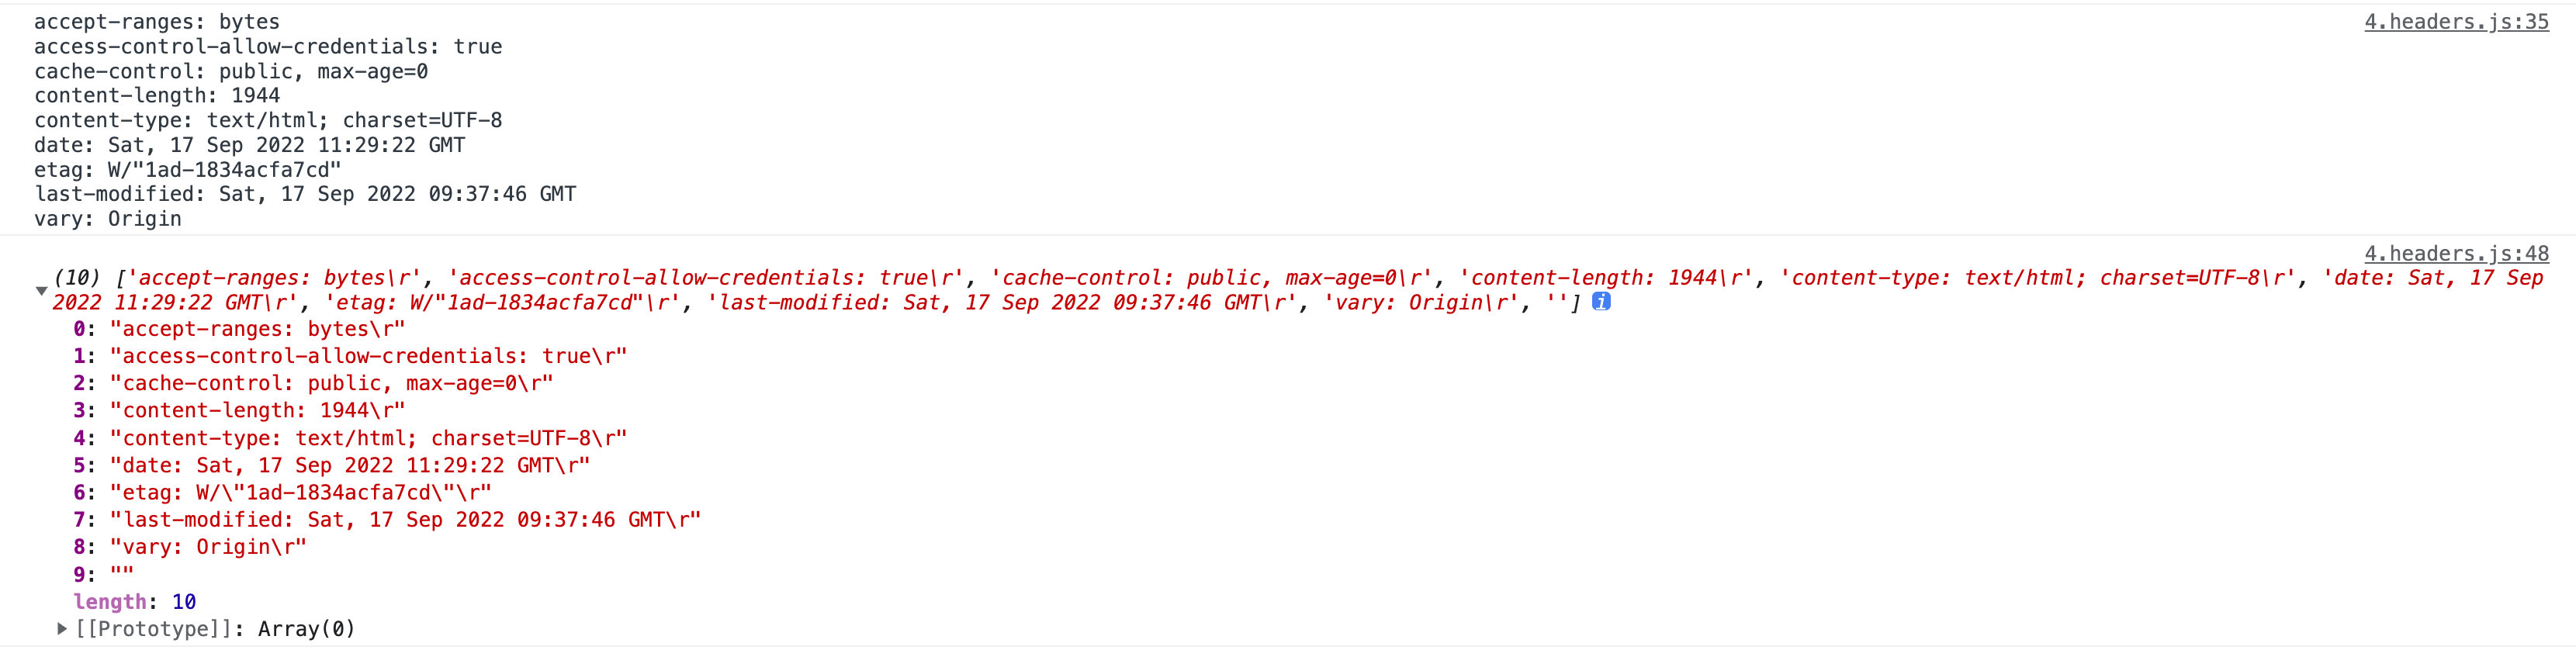 accept-ranges: bytes 4.headers.js:35
access-control-allow-credentials: true
cache-control: public, max-age=0
content-length: 1944
content-type: text/html; charset=UTF-8
date: Sat, 17 Sep 2022 11:29:22 GMT
etag: W/"1ad-1834acfa7cd"
last-modified: Sat, 17 Sep 2022 09:37:46 GMT
vary: Origin
4.headers.js:48
(10) ['accept-ranges: bytes\r', 'access-control-allow-credentials: true\r', 'cache-control: public, max-age=0\r', 'content-length: 1944\r', 'content-type: text/html; charset=UTF-8\r', 'date: Sat, 17 Sep
2022 11:29:22 GMT\r', 'etag: W/"1ad-1834acfa7cd"\r', 'last-modified: Sat, 17 Sep 2022 09:37:46 GMT\r', 'vary: Origin\r', ''] i
0: "accept-ranges: bytes\r"
1: "access-control-allow-credentials: true\r"
2: "cache-control: public, max-age=0\r"
3: "content-length: 1944\r"
4: "content-type: text/html; charset=UTF-8\r"
5: "date: Sat, 17 Sep 2022 11:29:22 GMT\r"
6: "etag: W/\"1ad-1834acfa7cd\"\r"
7: "last-modified: Sat, 17 Sep 2022 09:37:46 GMT\r"
8: "vary: Origin\r"
9: ""
length: 10
[[Prototype]]: Array(0)